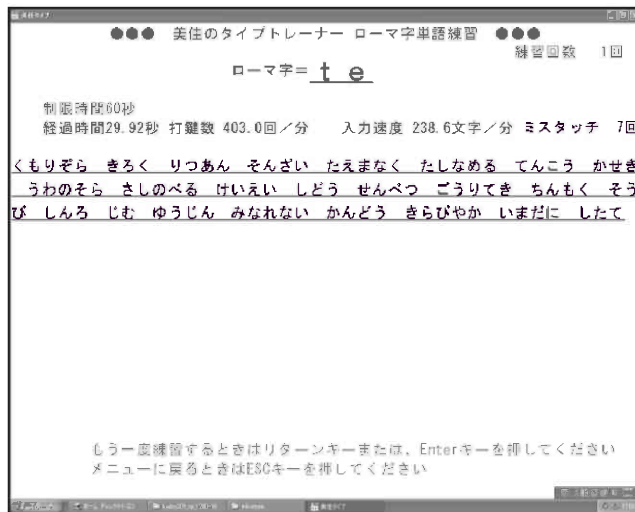 美佳タイプ
●●● 美佳のタイプトレーナー ローマ字単語練習 ●●●
練習回数 1回
ローマ字= t e
制限時間60秒
経過時間29.92秒 打鍵数 403.0回/分 入力速度 238.6文字/分 ミスタッチ 7回
くもりぞら きろく りつあん そんざい たえまなく たしなめる てんこう かせき
うわのそら さしのべる けいえい しどう せんべつ ごうりてき ちんもく そう
び しんろ じむ ゆうじん みなれない かんどう きらびやか いまだに したて
もう一度練習するときはリターンキーまたは、Enterキーを押してください
メニューに戻るときはESCキーを押してください
美佳タイプ